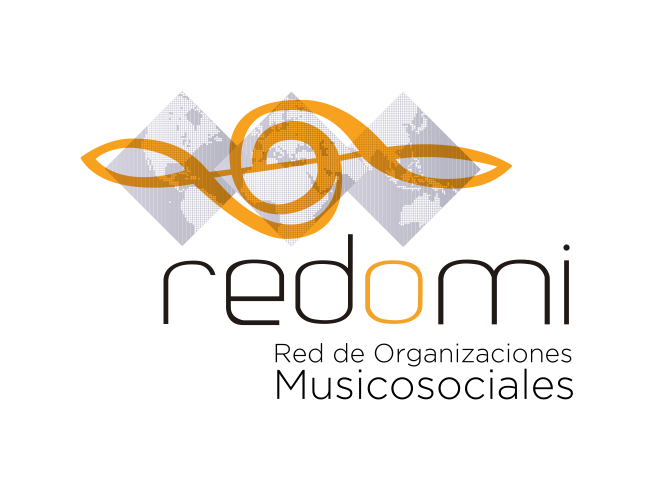 redomi
Red de Organizaciones
Musicosociales